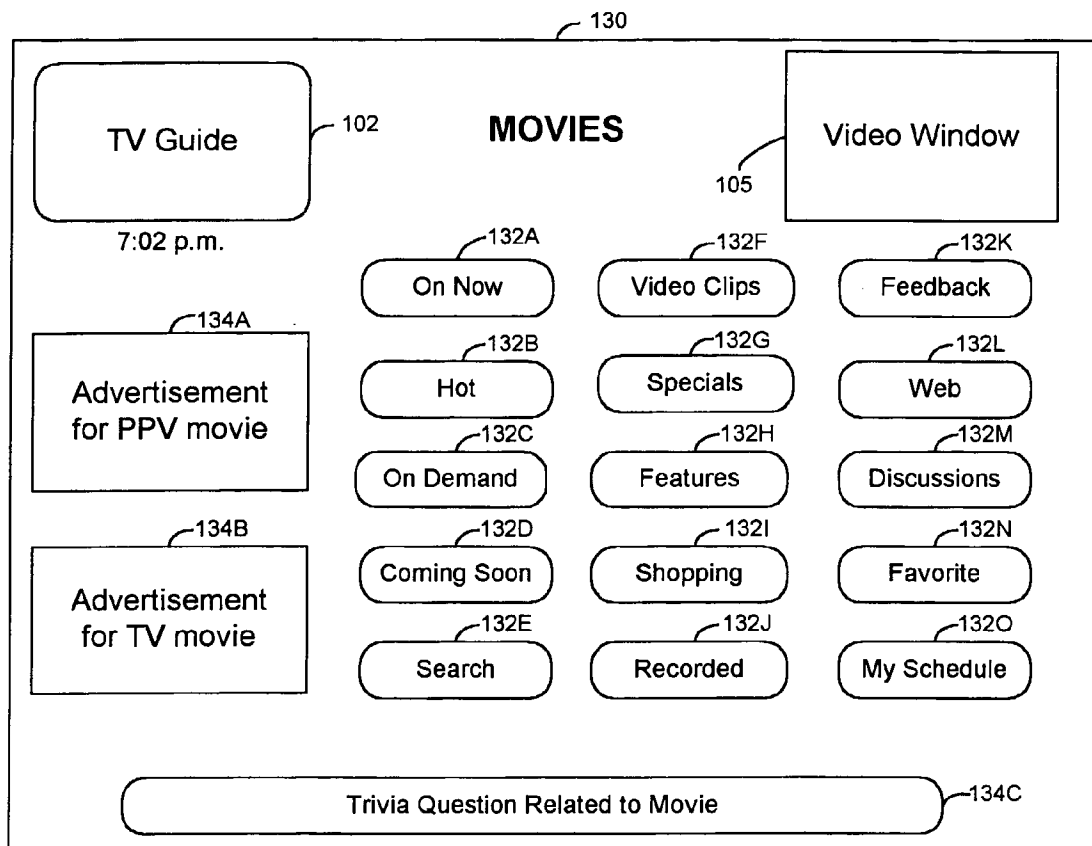 130
TV Guide
102
MOVIES
105
Video Window
7:02 p.m.
132A
132F
132K
On Now
Video Clips
Feedback
134A
Advertisement
for PPV movie
132B
132G
132L
Hot
Specials
Web
132C
132H
132M
On Demand
Features
Discussions
134B
Advertisement
for TV movie
132D
132I
132N
Coming Soon
Shopping
Favorite
132E
132J
132O
Search
Recorded
My Schedule
Trivia Question Related to Movie
134C